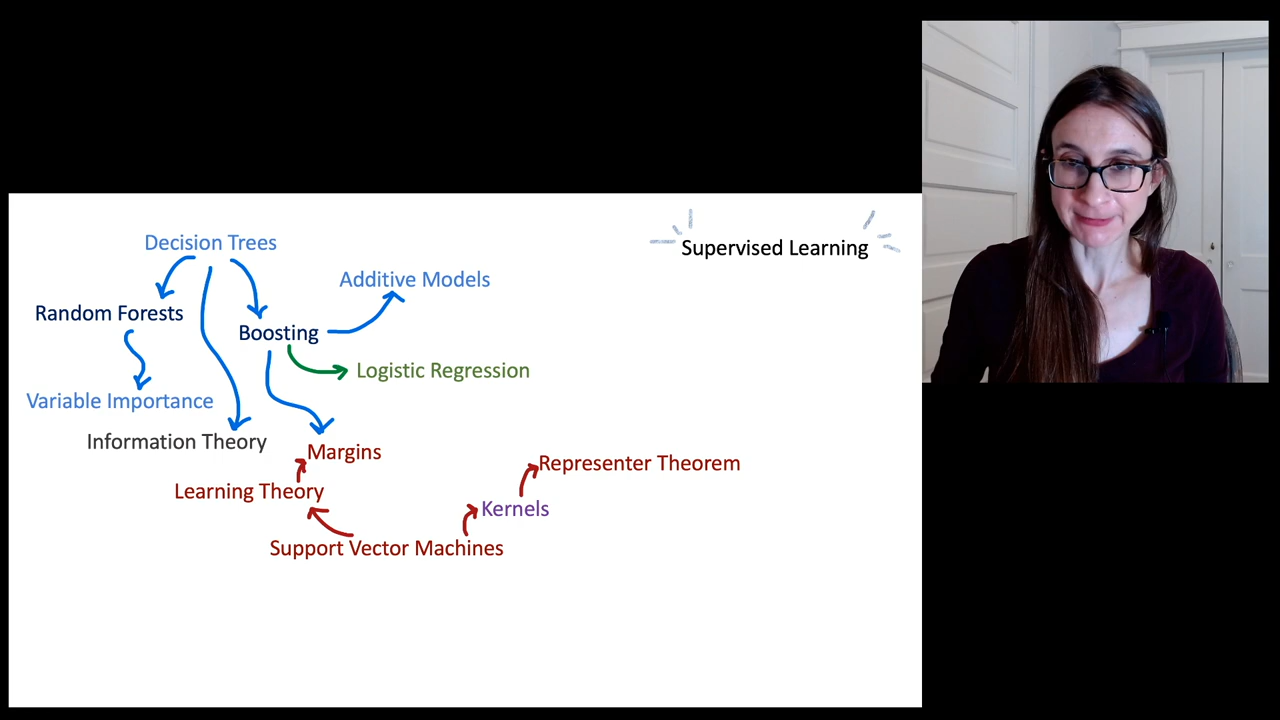 Decision Trees
Supervised Learning
Additive Models
Random Forests
Boosting
Logistic Regression
Variable Importance
Information Theory
Margins
Representer Theorem
Learning Theory
Kernels
Support Vector Machines